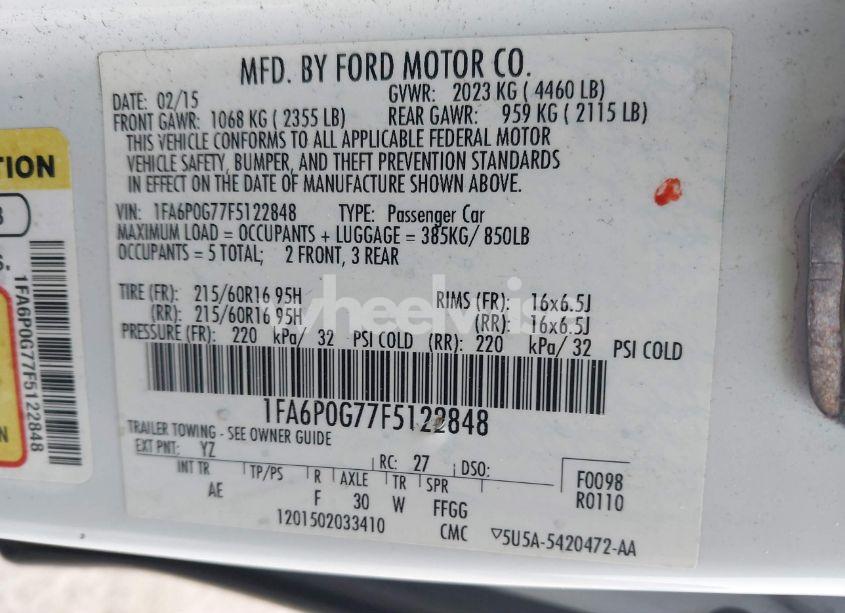 MFD. BY FORD MOTOR CO.
DATE: 02/15 GVWR: 2023 KG ( 4460 LB)
FRONT GAWR: 1068 KG ( 2355 LB) REAR GAWR: 959 KG ( 2115 LB)
THIS VEHICLE CONFORMS TO ALL APPLICABLE FEDERAL MOTOR
VEHICLE SAFETY, BUMPER, AND THEFT PREVENTION STANDARDS
IN EFFECT ON THE DATE OF MANUFACTURE SHOWN ABOVE.
VIN: 1FA6P0G77F5122848 TYPE: Passenger Car
MAXIMUM LOAD = OCCUPANTS + LUGGAGE = 385KG/ 850LB
OCCUPANTS = 5 TOTAL; 2 FRONT, 3 REAR
TIRE (FR): 215/60R16 95H RIMS (FR): 16x6.5J
(RR): 215/60R16 95H (RR): 16x6.5J
PRESSURE (FR): 220 kPa/ 32 PSI COLD (RR): 220 kPa/ 32 PSI COLD
1FA6P0G77F5122848
TRAILER TOWING - SEE OWNER GUIDE
EXT PNT: YZ RC: 27 DSO: F0098
INT TR TP/PS R AXLE TR SPR R0110
AE F 30 W FFGG
1201502033410 CMC ▽5U5A-5420472-AA
TION
3
S.
1FA6P0G77F5122848
N
wheelvis